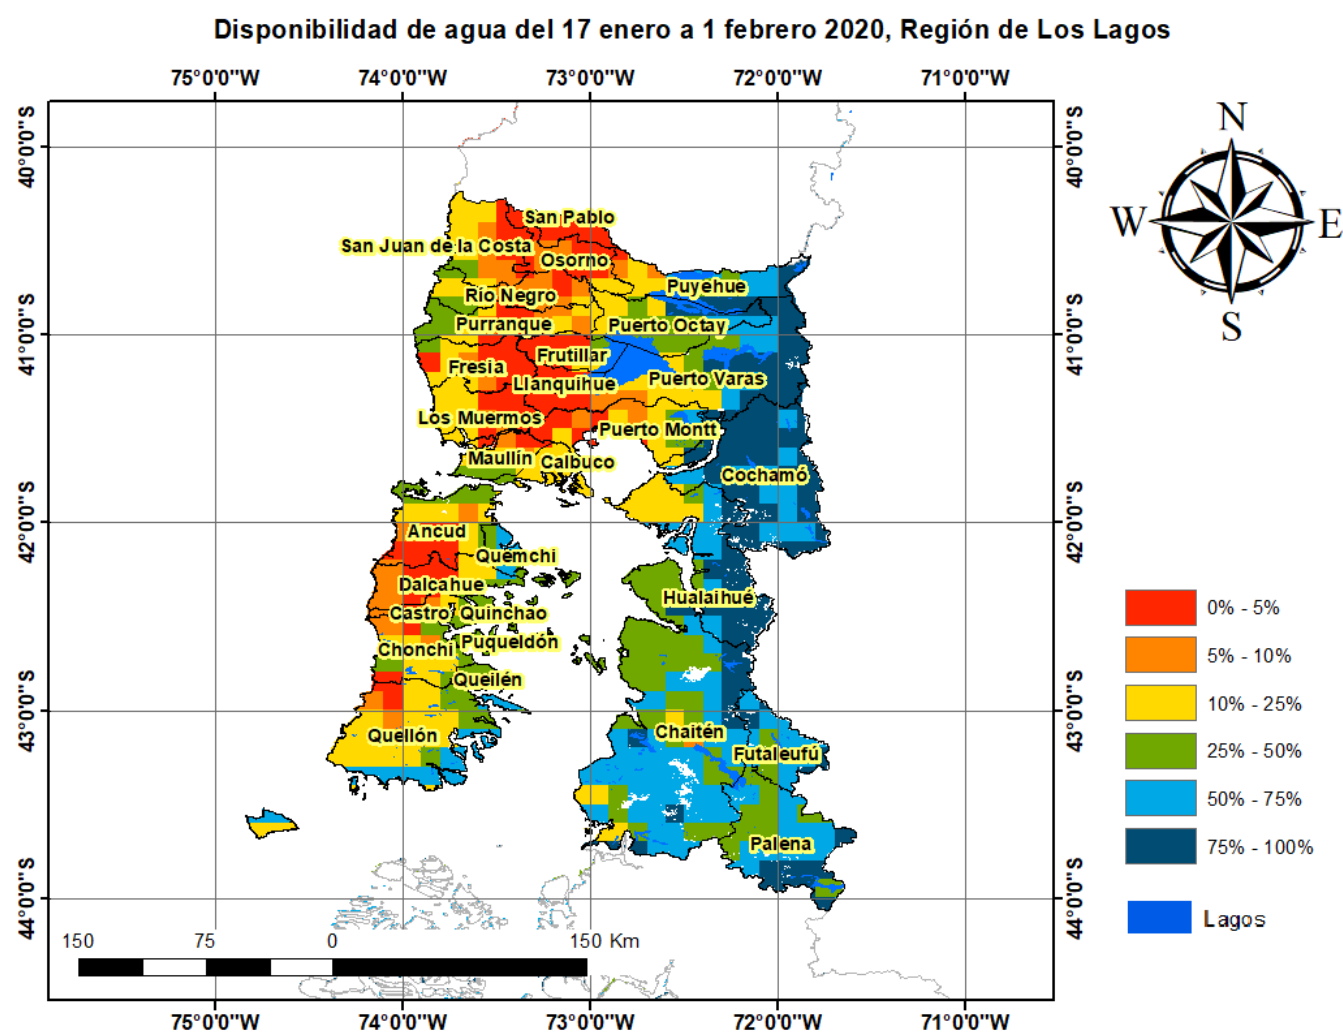 Disponibilidad de agua del 17 enero a 1 febrero 2020, Región de Los Lagos
75°0'0"W 74°0'0"W 73°0'0"W 72°0'0"W 71°0'0"W
40°0'0"S
40°0'0"S
N
W
E
S
San Pablo
San Juan de la Costa
Osorno
Puyehue
Río Negro
Purranque
Puerto Octay
41°0'0"S
41°0'0"S
Frutillar
Fresia
Llanquihue
Puerto Varas
Los Muermos
Puerto Montt
Maullin
Calbuco
Cochamó
42°0'0"S
42°0'0"S
Ancud
Quemchi
Dalcahue
Hualaihué
Castro
Quinchao
Chonchi
Puqueldón
Queilén
43°0'0"S
43°0'0"S
Quellón
Chaitén
Futaleufú
Palena
44°0'0"S
44°0'0"S
0% - 5%
5% - 10%
10% - 25%
25% - 50%
50% - 75%
75% - 100%
Lagos
150 75 0 150 Km
75°0'0"W 74°0'0"W 73°0'0"W 72°0'0"W 71°0'0"W